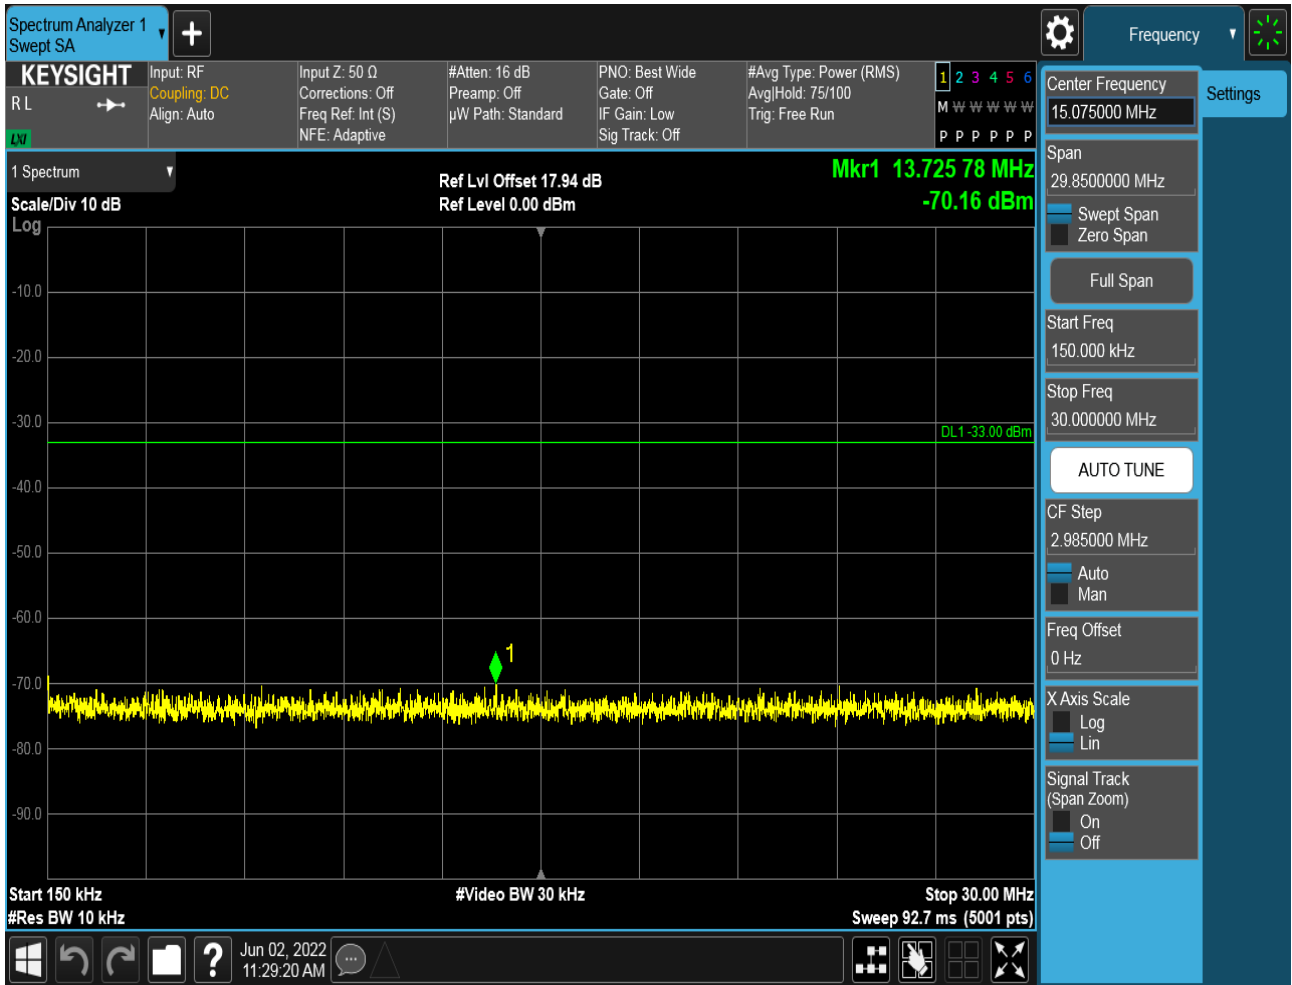 Spectrum Analyzer 1
Swept SA
Frequency
KEYSIGHT
R L
LXI
Input: RF
Coupling: DC
Align: Auto
Input Z: 50 Ω
Corrections: Off
Freq Ref: Int (S)
NFE: Adaptive
#Atten: 16 dB
Preamp: Off
µW Path: Standard
PNO: Best Wide
Gate: Off
IF Gain: Low
Sig Track: Off
#Avg Type: Power (RMS)
Avg|Hold: 75/100
Trig: Free Run
1 2 3 4 5 6
M W W W W W
P P P P P P
1 Spectrum
Scale/Div 10 dB
Log
Ref Lvl Offset 17.94 dB
Ref Level 0.00 dBm
Mkr1 13.725 78 MHz
-70.16 dBm
-10.0
-20.0
-30.0
DL1 -33.00 dBm
-40.0
-50.0
-60.0
1
-70.0
-80.0
-90.0
Start 150 kHz
#Video BW 30 kHz
Stop 30.00 MHz
#Res BW 10 kHz
Sweep 92.7 ms (5001 pts)
Jun 02, 2022
11:29:20 AM
Center Frequency
15.075000 MHz
Settings
Span
29.8500000 MHz
Swept Span
Zero Span
Full Span
Start Freq
150.000 kHz
Stop Freq
30.000000 MHz
AUTO TUNE
CF Step
2.985000 MHz
Auto
Man
Freq Offset
0 Hz
X Axis Scale
Log
Lin
Signal Track
(Span Zoom)
On
Off